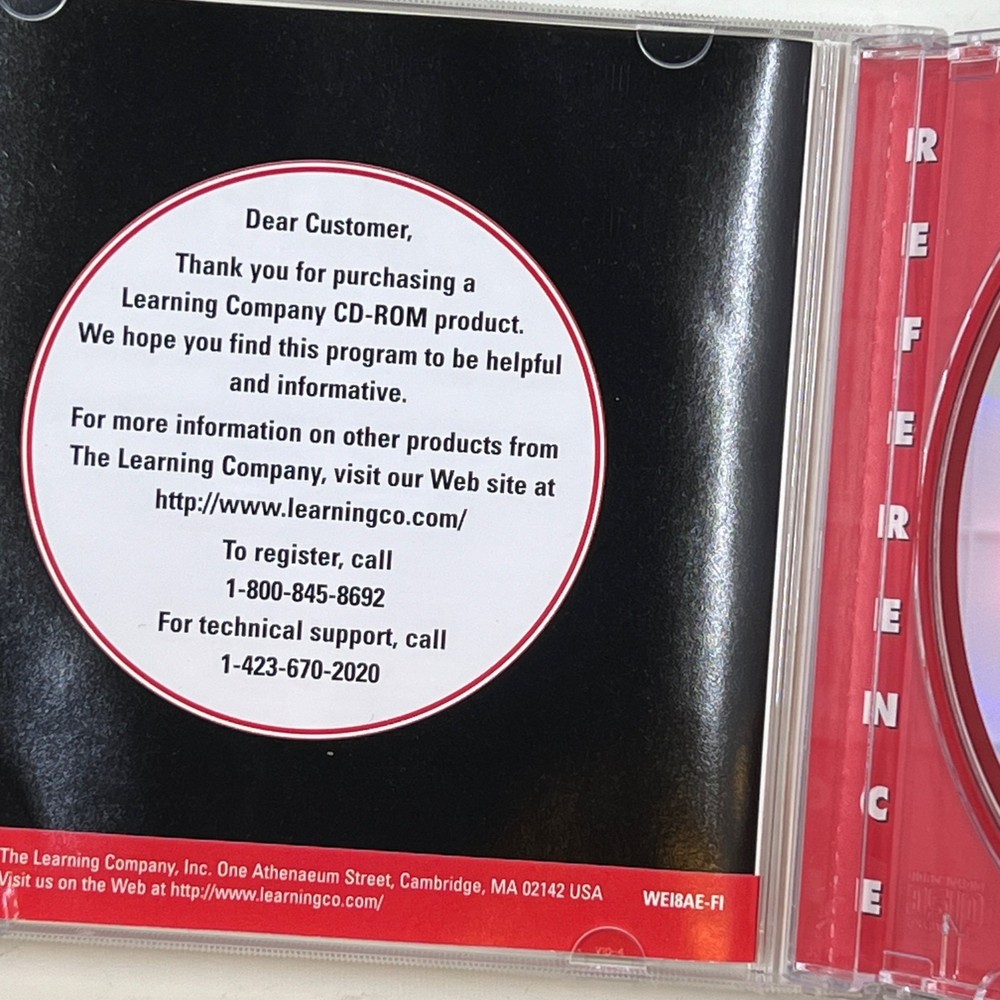 Dear Customer,
Thank you for purchasing a
Learning Company CD-ROM product.
We hope you find this program to be helpful
and informative.
For more information on other products from
The Learning Company, visit our Web site at
http://www.learningco.com/
To register, call
1-800-845-8692
For technical support, call
1-423-670-2020
The Learning Company, Inc. One Athenaeum Street, Cambridge, MA 02142 USA
Visit us on the Web at http://www.learningco.com/
WEI8AE-FI
REFERENCE